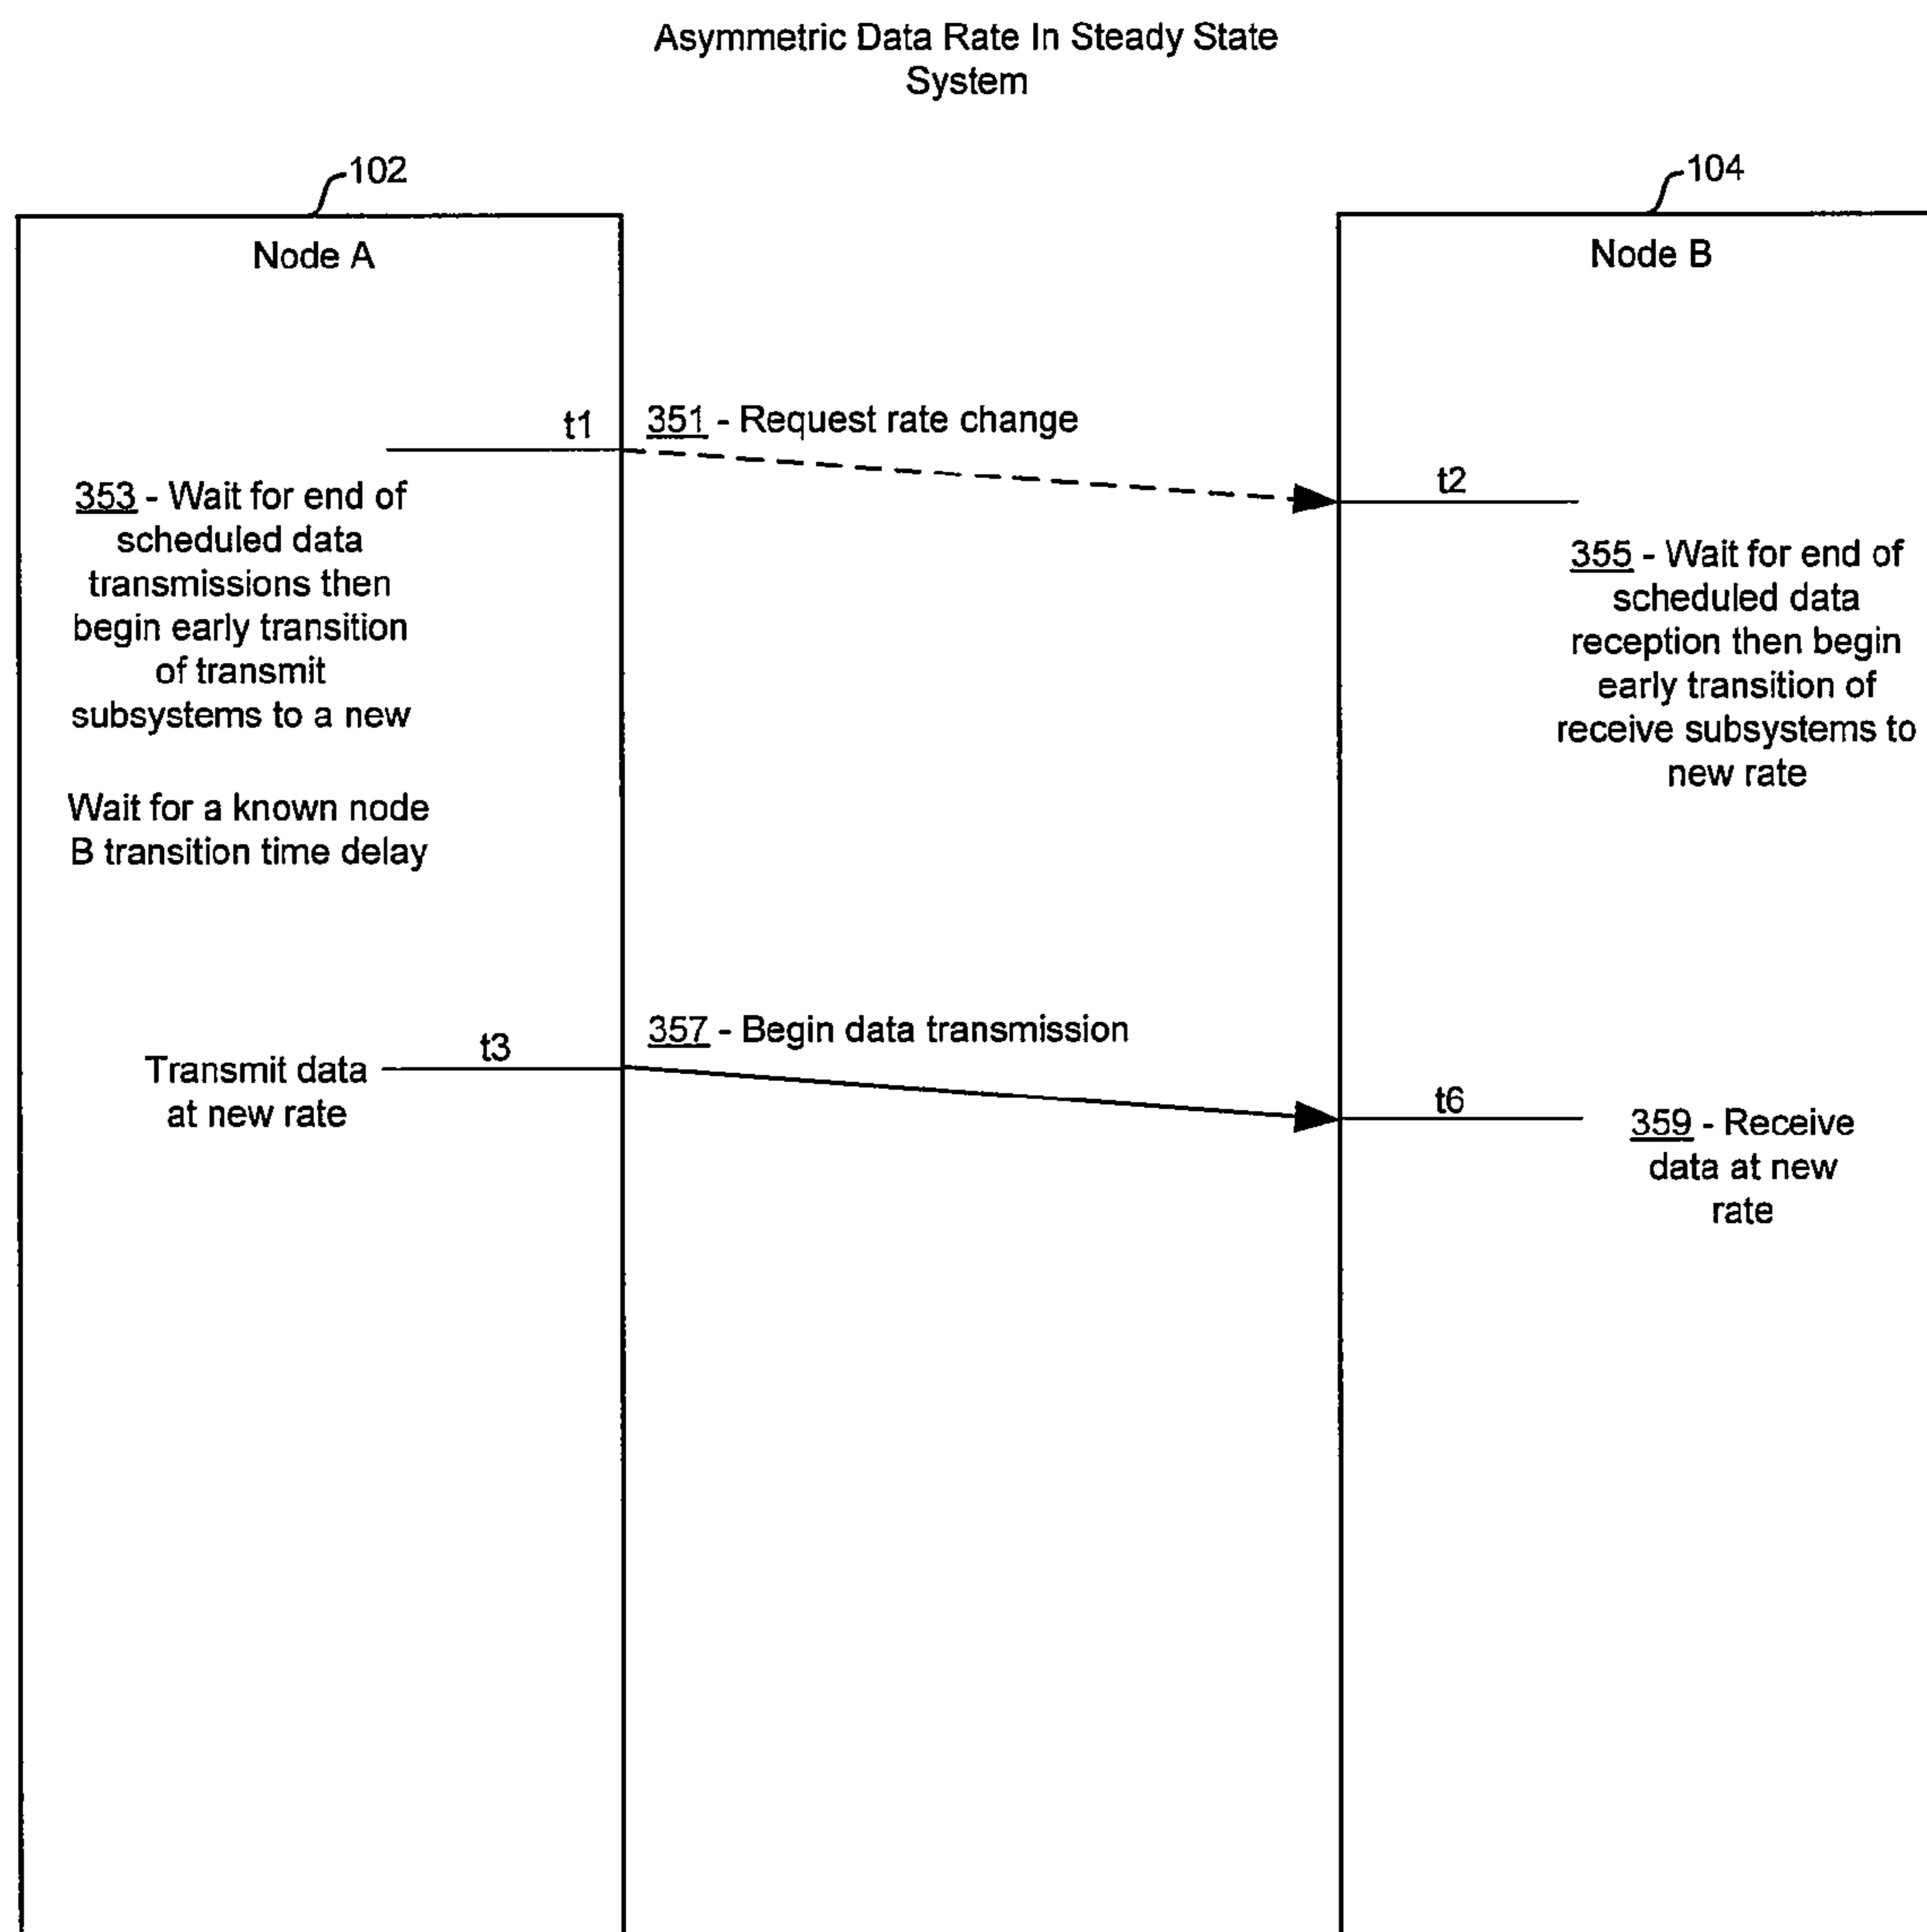 Asymmetric Data Rate In Steady State
System
102
104
Node A
Node B
t1
351 - Request rate change
t2
353 - Wait for end of
scheduled data
transmissions then
begin early transition
of transmit
subsystems to a new
Wait for a known node
B transition time delay
355 - Wait for end of
scheduled data
reception then begin
early transition of
receive subsystems to
new rate
357 - Begin data transmission
t3
Transmit data
at new rate
t6
359 - Receive
data at new
rate